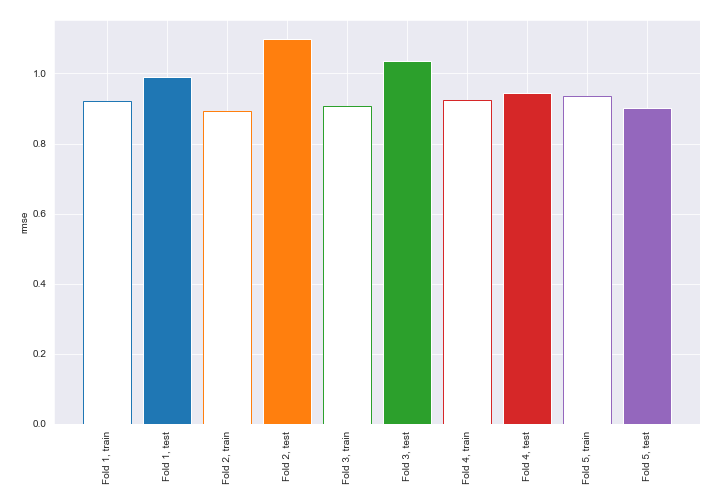 1.0
0.8
0.6
0.4
0.2
0.0
rmse
Fold 1, train
Fold 1, test
Fold 2, train
Fold 2, test
Fold 3, train
Fold 3, test
Fold 4, train
Fold 4, test
Fold 5, train
Fold 5, test